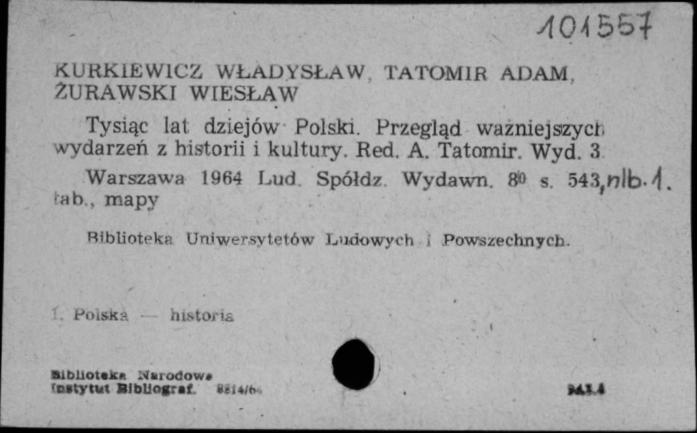 101557
KURKIEWICZ WŁADYSŁAW, TATOMIR ADAM,
ŻURAWSKI WIESŁAW
Tysiąc lat dziejów Polski. Przegląd ważniejszych
wydarzeń z historii i kultury. Red. A. Tatomir. Wyd. 3.
Warszawa 1964 Lud. Spółdz. Wydawn. 8⁰ s. 543, nlb. 1.
tab., mapy
Biblioteka Uniwersytetów Ludowych i Powszechnych.
1. Polska — historia
Biblioteka Narodowa
Instytut Bibliograf.